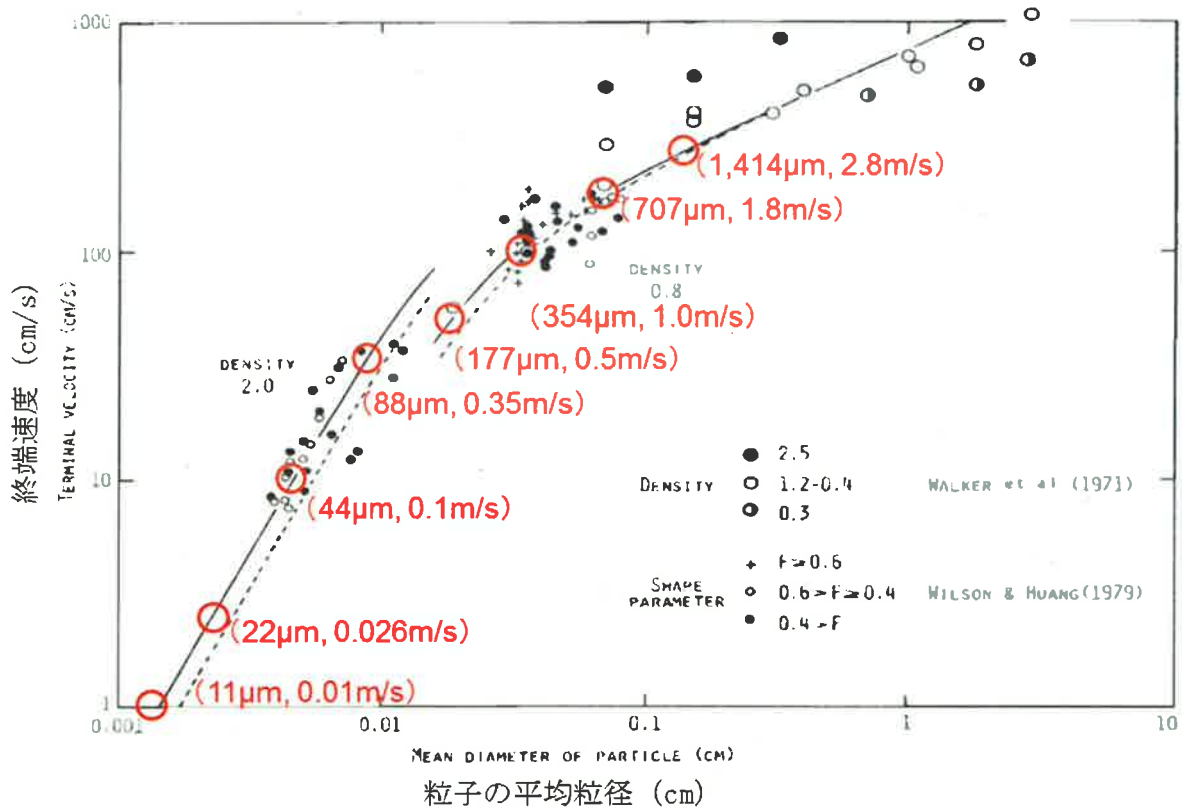 1000
100
10
1
0.001
0.01
0.1
1
10
終端速度 (cm/s)
TERMINAL VELOCITY (CM/S)
(1,414µm, 2.8m/s)
(707µm, 1.8m/s)
DENSITY
0.8
(354µm, 1.0m/s)
(177µm, 0.5m/s)
DENSITY
2.0
(88µm, 0.35m/s)
(44µm, 0.1m/s)
(22µm, 0.026m/s)
(11µm, 0.01m/s)
DENSITY
2.5
1.2-0.4
0.3
WALKER et al (1971)
SHAPE
PARAMETER
F≥0.6
0.6>F≥0.4
0.4>F
WILSON & HUANG(1979)
MEAN DIAMETER OF PARTICLE (CM)
粒子の平均粒径 (cm)